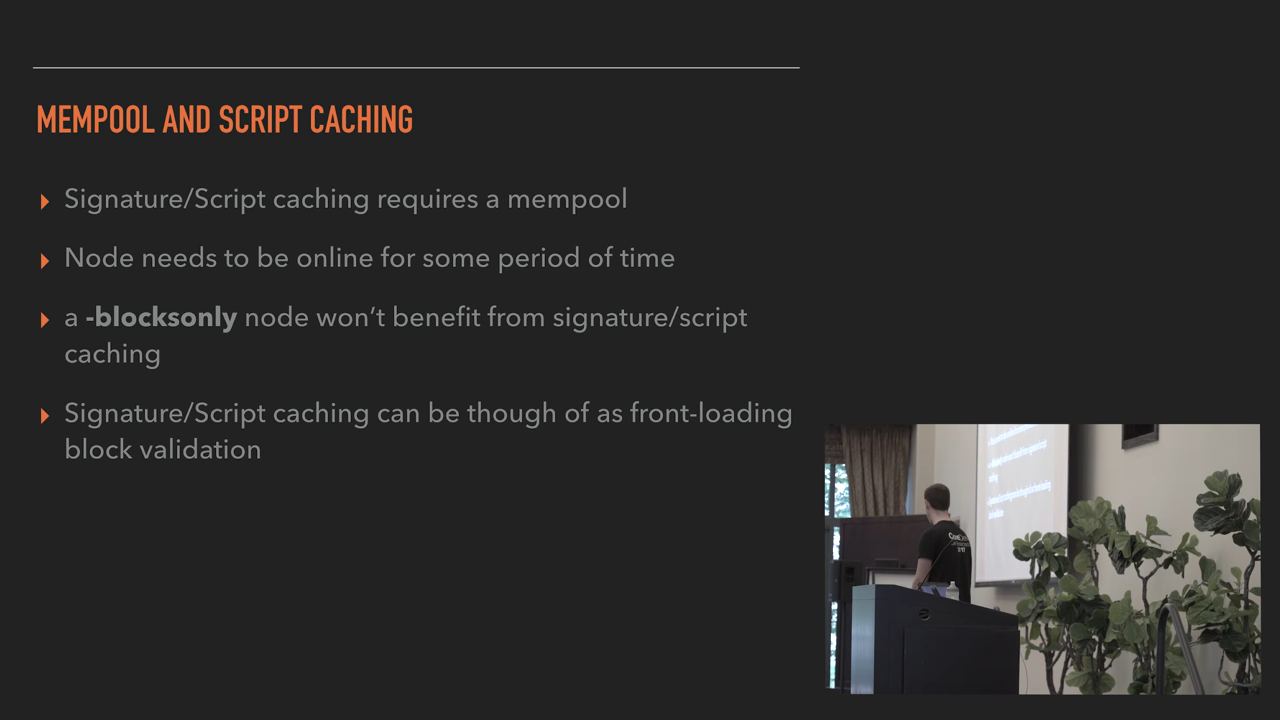 MEMPOOL AND SCRIPT CACHING
Signature/Script caching requires a mempool
Node needs to be online for some period of time
a -blocksonly node won't benefit from signature/script
caching
Signature/Script caching can be though of as front-loading
block validation